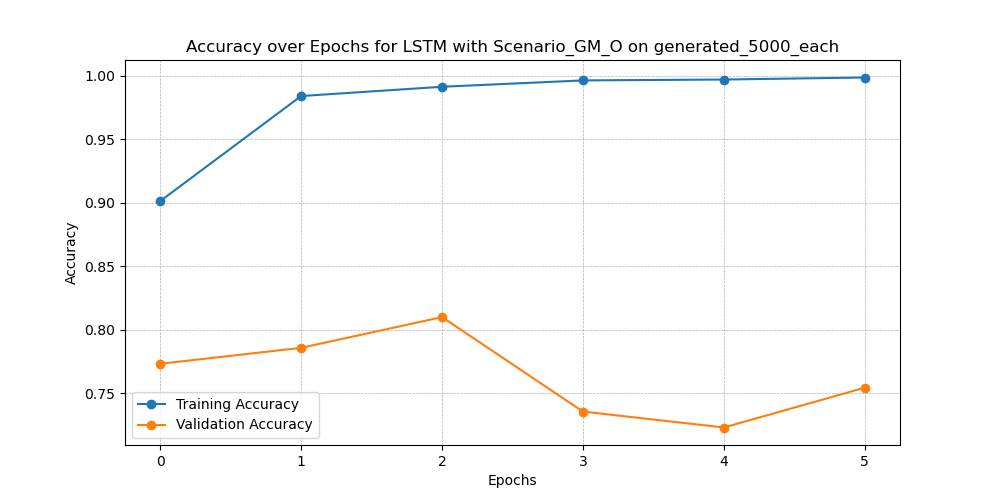 Accuracy over Epochs for LSTM with Scenario_GM_O on generated_5000_each
1.00
0.95
0.90
0.85
0.80
0.75
Accuracy
Training Accuracy
Validation Accuracy
0 1 2 3 4 5
Epochs